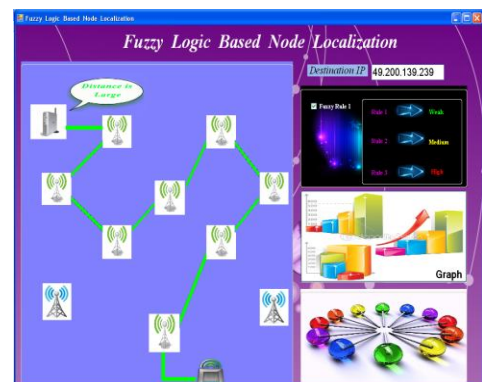 Fuzzy Logic Based Node Localization
Fuzzy Logic Based Node Localization
Destination IP 49.200.139.239
Distance is
Large
Fuzzy Rule 1
Rule 1 Weak
Rule 2 Medium
Rule 3 High
Graph